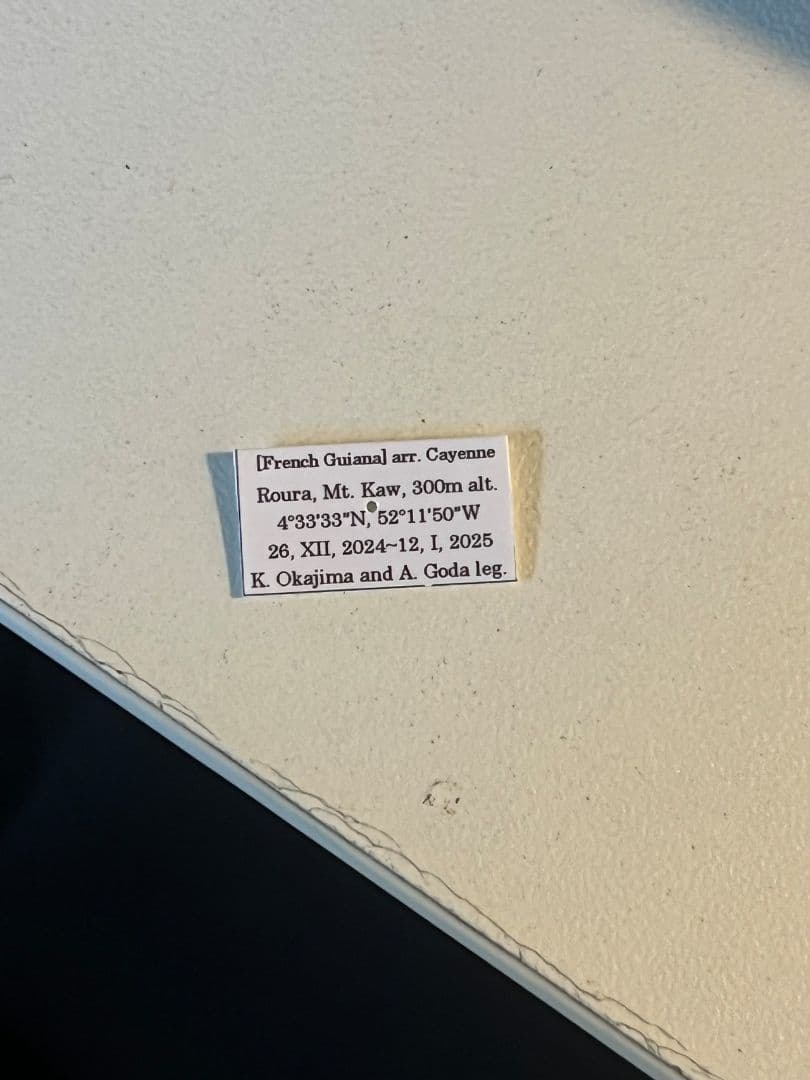 [French Guiana] arr. Cayenne
Roura, Mt. Kaw, 300m alt.
4°33'33"N, 52°11'50"W
26, XII, 2024~12, I, 2025
K. Okajima and A. Goda leg.